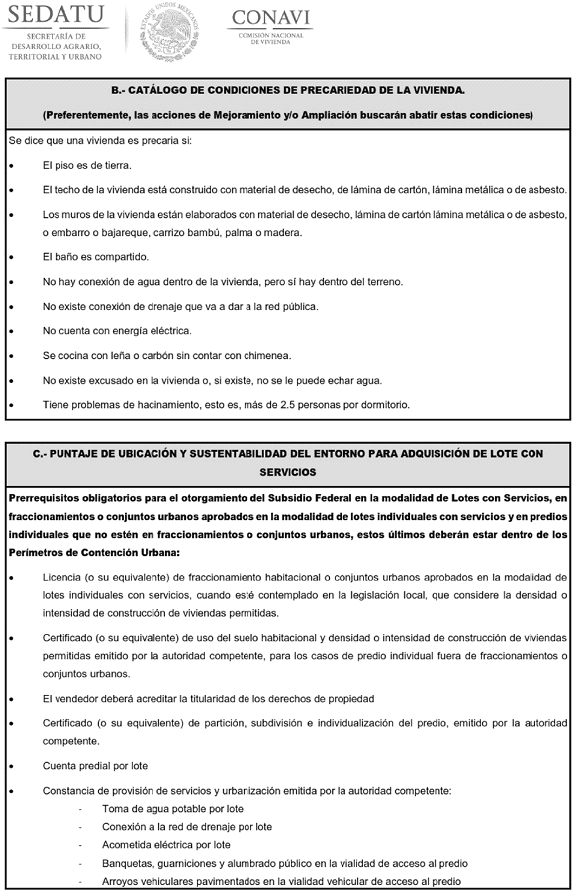 SEDATU
SECRETARÍA DE
DESARROLLO AGRARIO,
TERRITORIAL Y URBANO
ESTADOS UNIDOS MEXICANOS
CONAVI
COMISIÓN NACIONAL
DE VIVIENDA
B.- CATÁLOGO DE CONDICIONES DE PRECARIEDAD DE LA VIVIENDA.
(Preferentemente, las acciones de Mejoramiento y/o Ampliación buscarán abatir estas condiciones)
Se dice que una vivienda es precaria si:
• El piso es de tierra.
• El techo de la vivienda está construido con material de desecho, de lámina de cartón, lámina metálica o de asbesto.
• Los muros de la vivienda están elaborados con material de desecho, lámina de cartón lámina metálica o de asbesto,
o embarro o bajareque, carrizo bambú, palma o madera.
• El baño es compartido.
• No hay conexión de agua dentro de la vivienda, pero sí hay dentro del terreno.
• No existe conexión de drenaje que va a dar a la red pública.
• No cuenta con energía eléctrica.
• Se cocina con leña o carbón sin contar con chimenea.
• No existe excusado en la vivienda o, si existe, no se le puede echar agua.
• Tiene problemas de hacinamiento, esto es, más de 2.5 personas por dormitorio.
C.- PUNTAJE DE UBICACIÓN Y SUSTENTABILIDAD DEL ENTORNO PARA ADQUISICIÓN DE LOTE CON
SERVICIOS
Prerrequisitos obligatorios para el otorgamiento del Subsidio Federal en la modalidad de Lotes con Servicios, en
fraccionamientos o conjuntos urbanos aprobados en la modalidad de lotes individuales con servicios y en predios
individuales que no estén en fraccionamientos o conjuntos urbanos, estos últimos deberán estar dentro de los
Perímetros de Contención Urbana:
• Licencia (o su equivalente) de fraccionamiento habitacional o conjuntos urbanos aprobados en la modalidad de
lotes individuales con servicios, cuando esté contemplado en la legislación local, que considere la densidad o
intensidad de construcción de viviendas permitidas.
• Certificado (o su equivalente) de uso del suelo habitacional y densidad o intensidad de construcción de viviendas
permitidas emitido por la autoridad competente, para los casos de predio individual fuera de fraccionamientos o
conjuntos urbanos.
• El vendedor deberá acreditar la titularidad de los derechos de propiedad
• Certificado (o su equivalente) de partición, subdivisión e individualización del predio, emitido por la autoridad
competente.
• Cuenta predial por lote
• Constancia de provisión de servicios y urbanización emitida por la autoridad competente:
- Toma de agua potable por lote
- Conexión a la red de drenaje por lote
- Acometida eléctrica por lote
- Banquetas, guarniciones y alumbrado público en la vialidad de acceso al predio
- Arroyos vehiculares pavimentados en la vialidad vehicular de acceso al predio